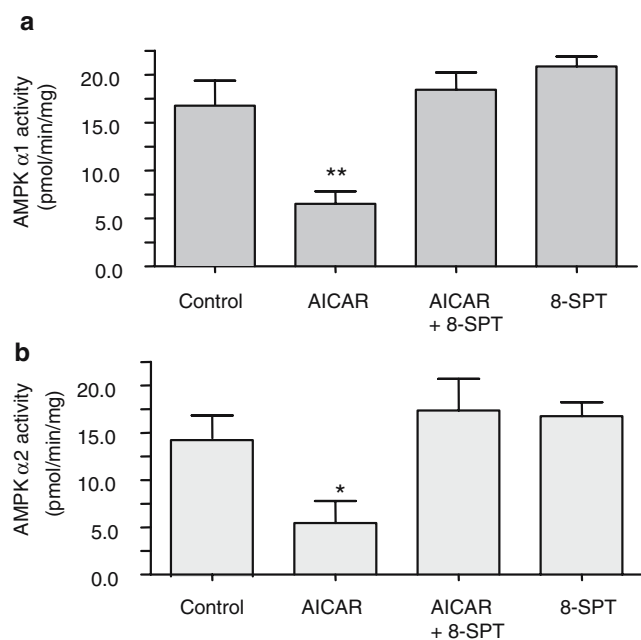 a
AMPK α1 activity
(pmol/min/mg)
20.0
15.0
10.0
5.0
0.0
**
Control
AICAR
AICAR
+ 8-SPT
8-SPT
b
AMPK α2 activity
(pmol/min/mg)
20.0
15.0
10.0
5.0
0.0
*
Control
AICAR
AICAR
+ 8-SPT
8-SPT